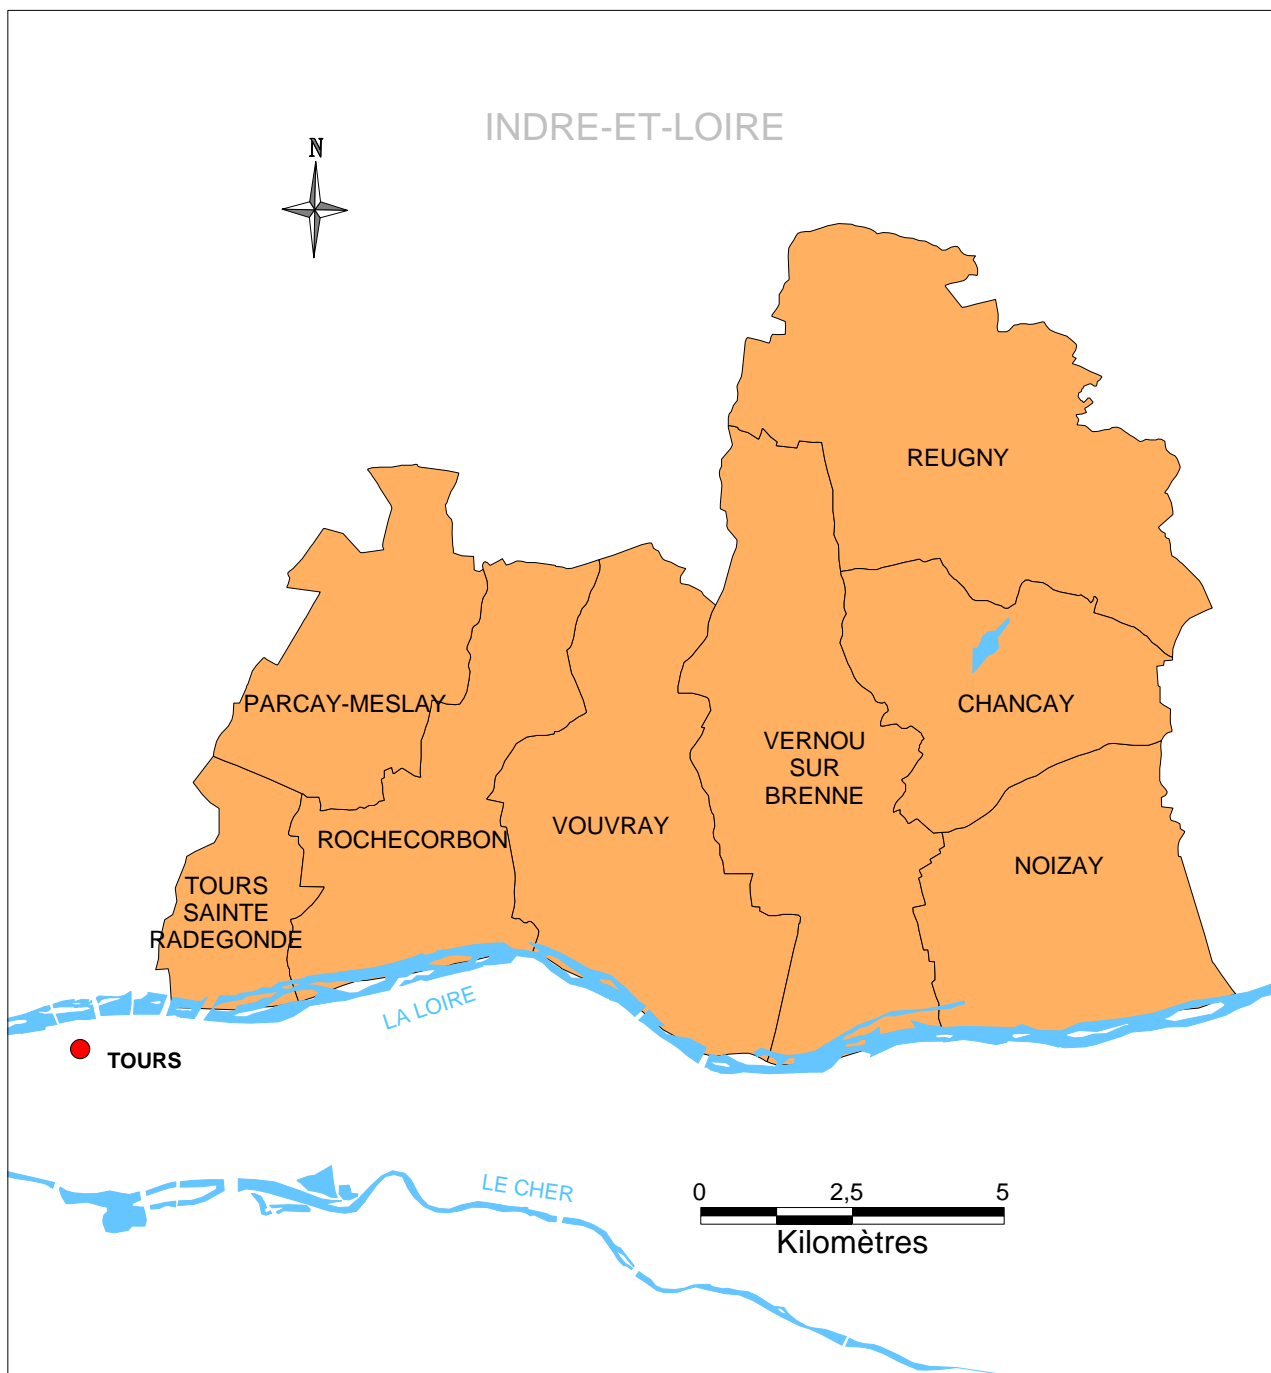 INDRE-ET-LOIRE
N
REUGNY
PARCAY-MESLAY
CHANCAY
VERNOU
SUR
BRENNE
VOUVRAY
ROCHECORBON
NOIZAY
TOURS
SAINTE
RADEGONDE
LA LOIRE
TOURS
LE CHER
0 2,5 5
Kilomètres